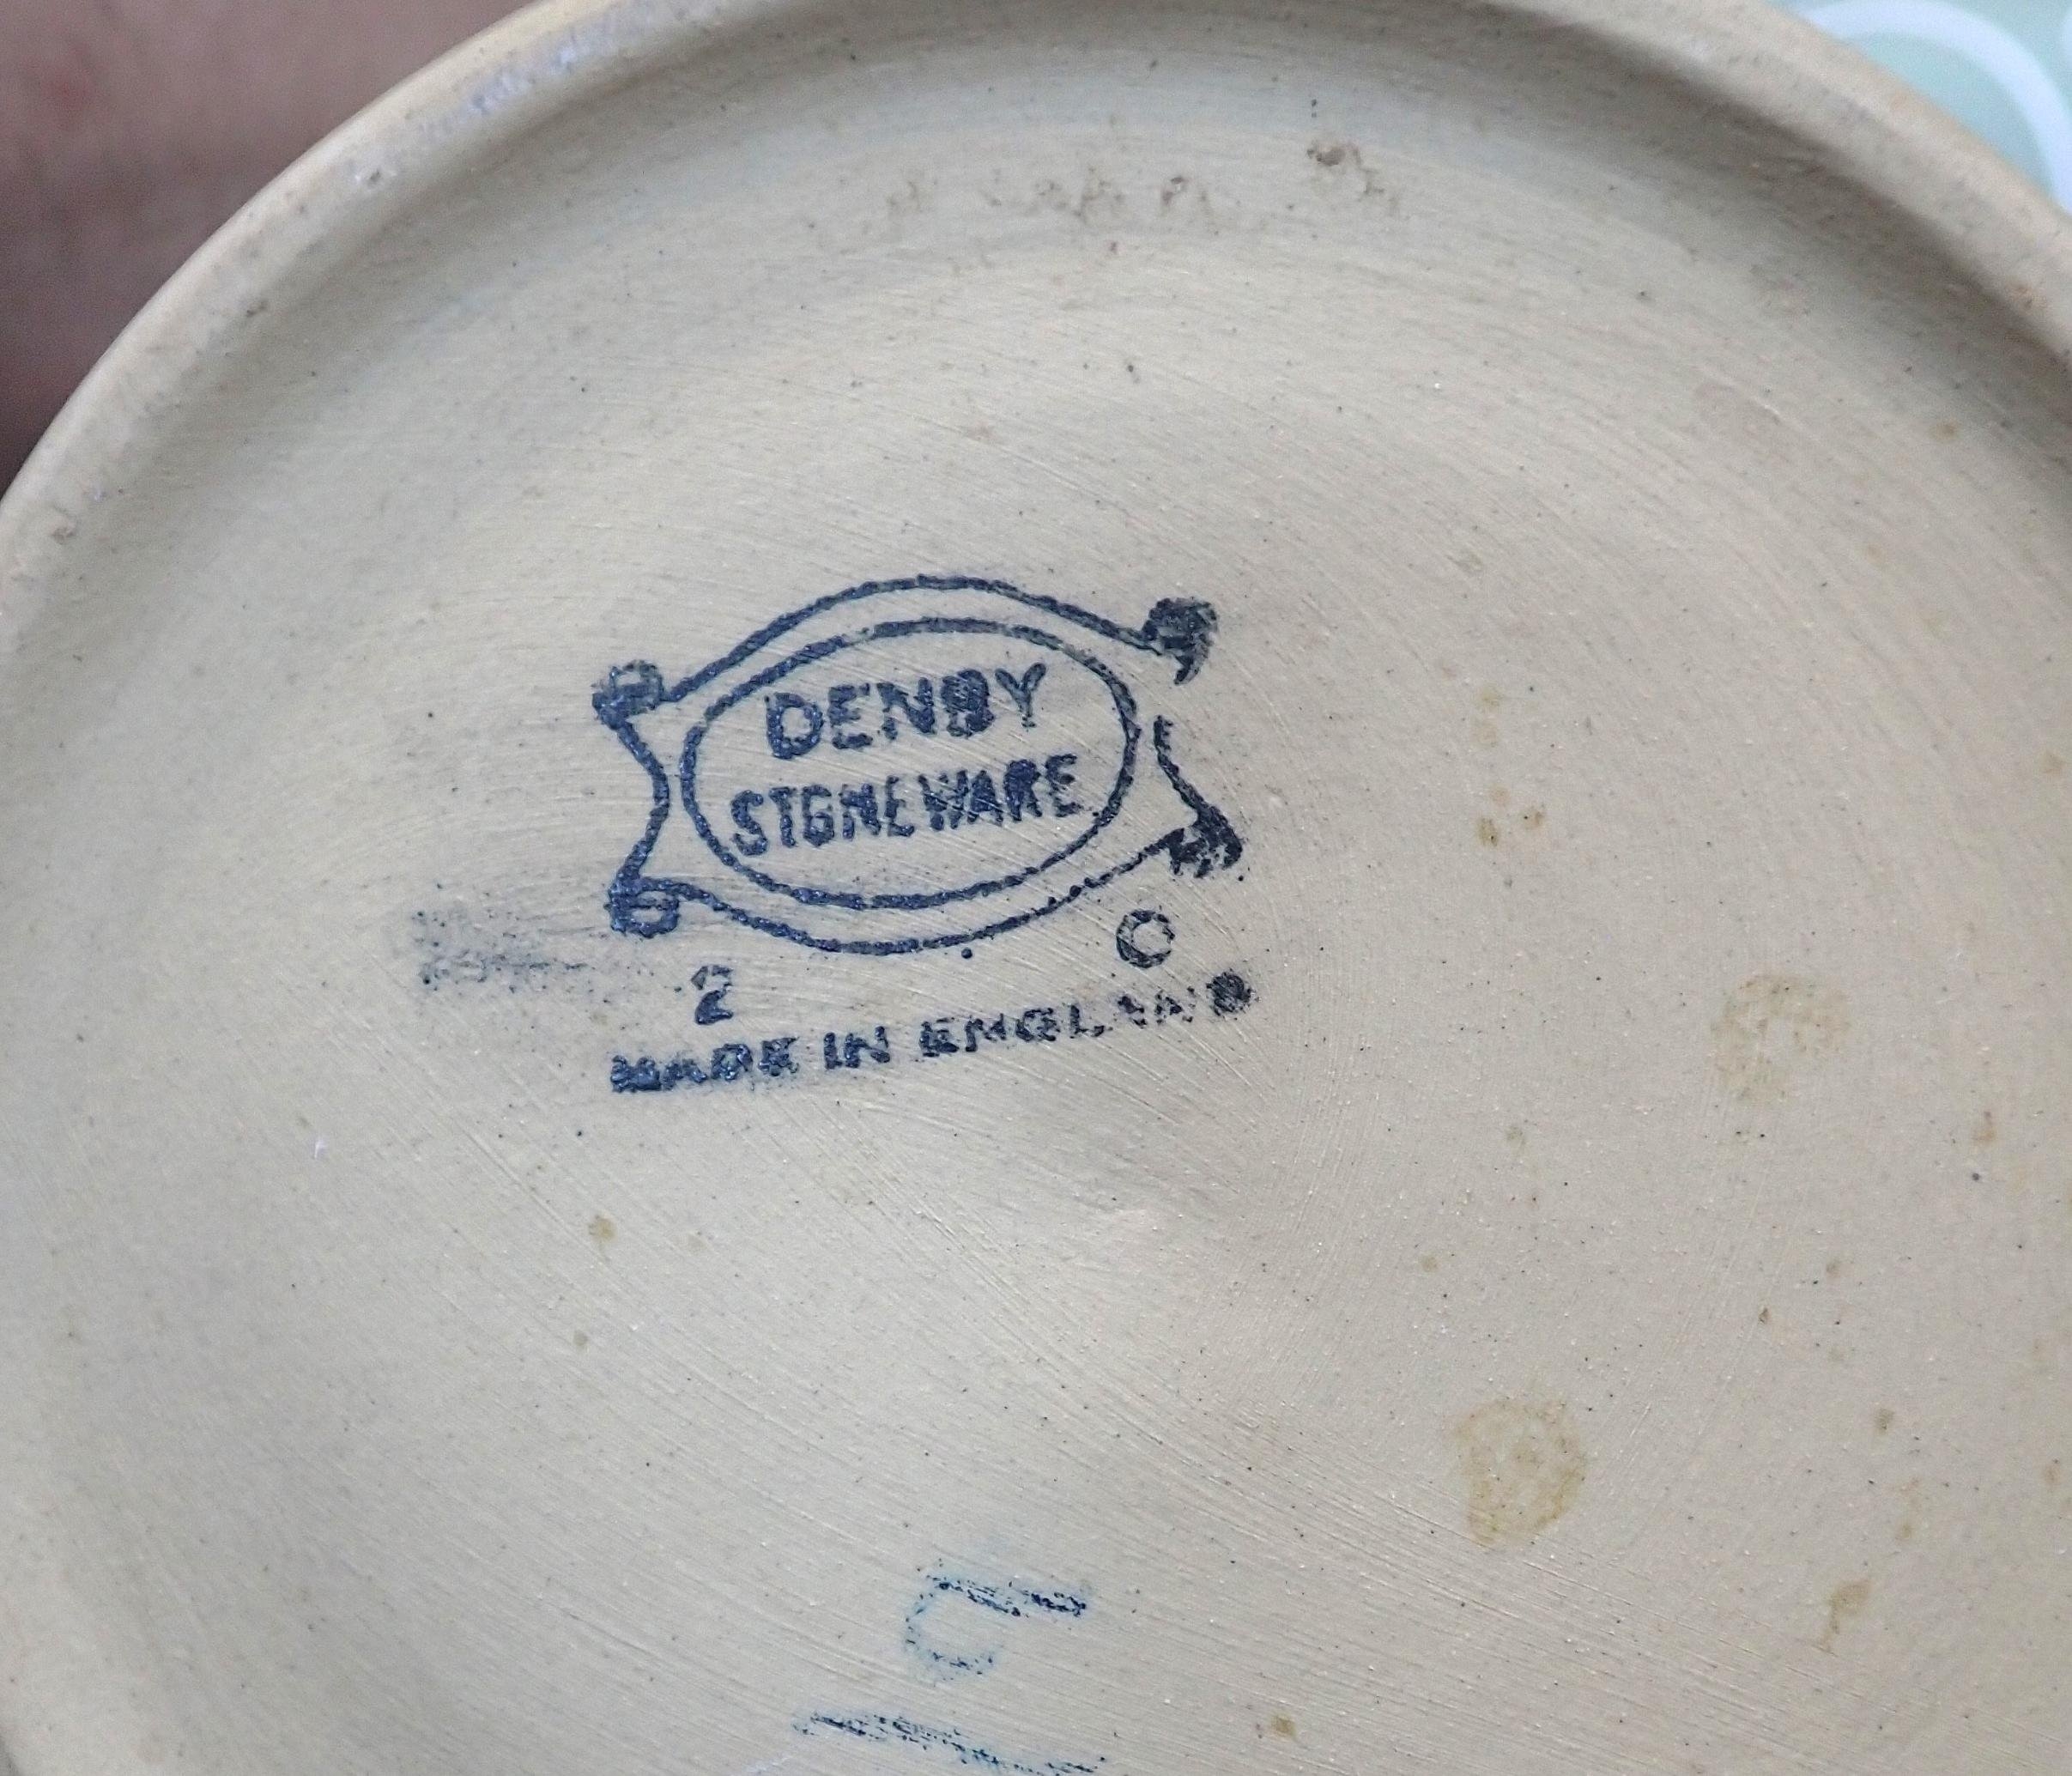 DENBY
STONEWARE
2 O
MADE IN ENGLAND